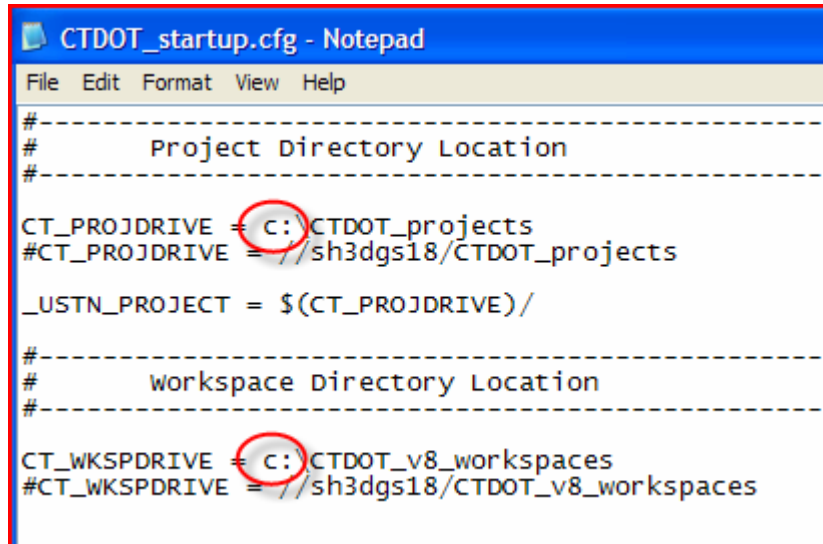 CTDOT_startup.cfg - Notepad
File Edit Format View Help
#--------------------------------------------------
#       Project Directory Location
#--------------------------------------------------
CT_PROJDRIVE = c:\CTDOT_projects
#CT_PROJDRIVE = //sh3dgs18/CTDOT_projects
_USTN_PROJECT = $(CT_PROJDRIVE)/
#--------------------------------------------------
#       Workspace Directory Location
#--------------------------------------------------
CT_WKSPDRIVE = c:\CTDOT_v8_workspaces
#CT_WKSPDRIVE = //sh3dgs18/CTDOT_v8_workspaces